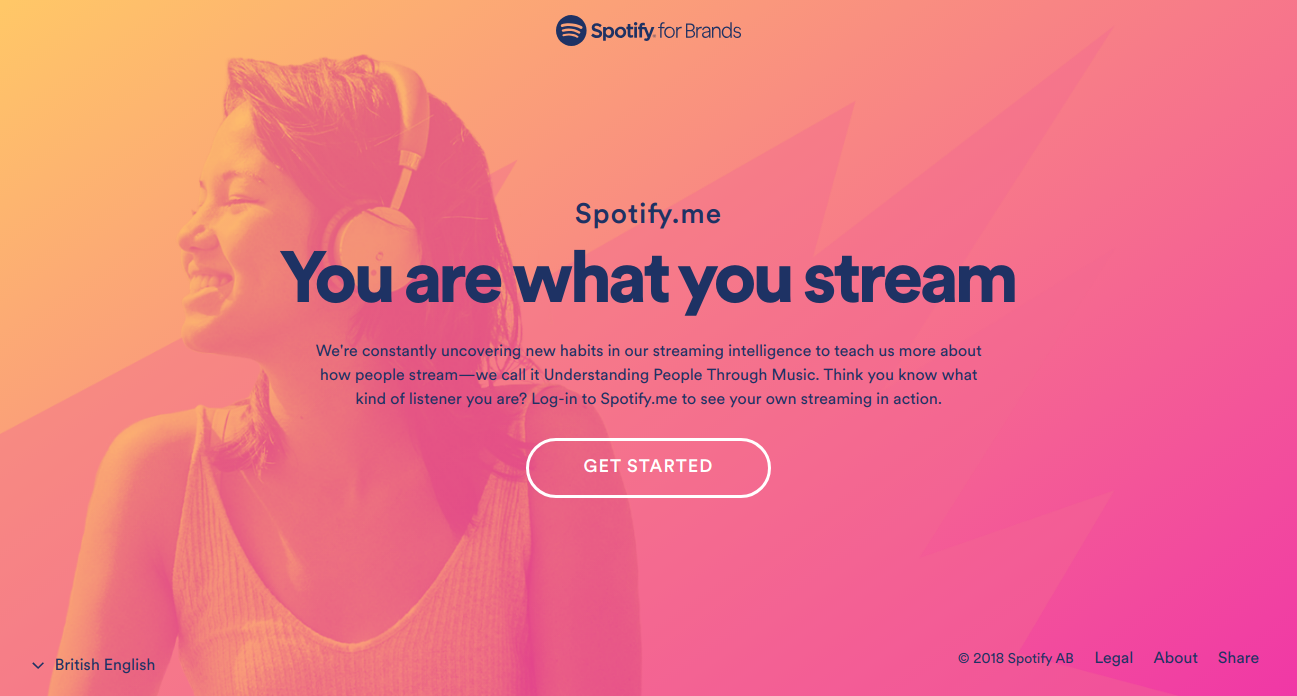 Spotify for Brands
Spotify.me
You are what you stream
We're constantly uncovering new habits in our streaming intelligence to teach us more about
how people stream—we call it Understanding People Through Music. Think you know what
kind of listener you are? Log-in to Spotify.me to see your own streaming in action.
GET STARTED
British English
© 2018 Spotify AB Legal About Share